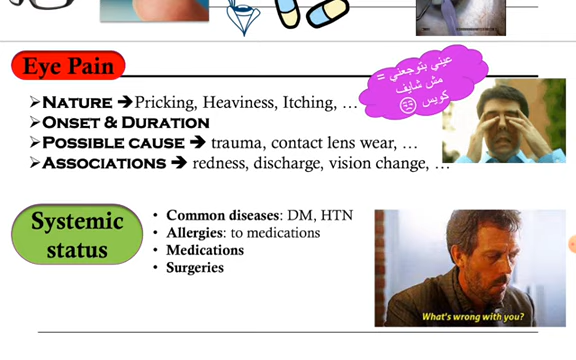 Eye Pain
عيني بتوجعني =
مش شايف
كويس
➢NATURE ➔Pricking, Heaviness, Itching, …
➢ONSET & DURATION
➢POSSIBLE CAUSE ➔ trauma, contact lens wear, …
➢ASSOCIATIONS ➔ redness, discharge, vision change, …
Systemic
status
• Common diseases: DM, HTN
• Allergies: to medications
• Medications
• Surgeries
What's wrong with you?